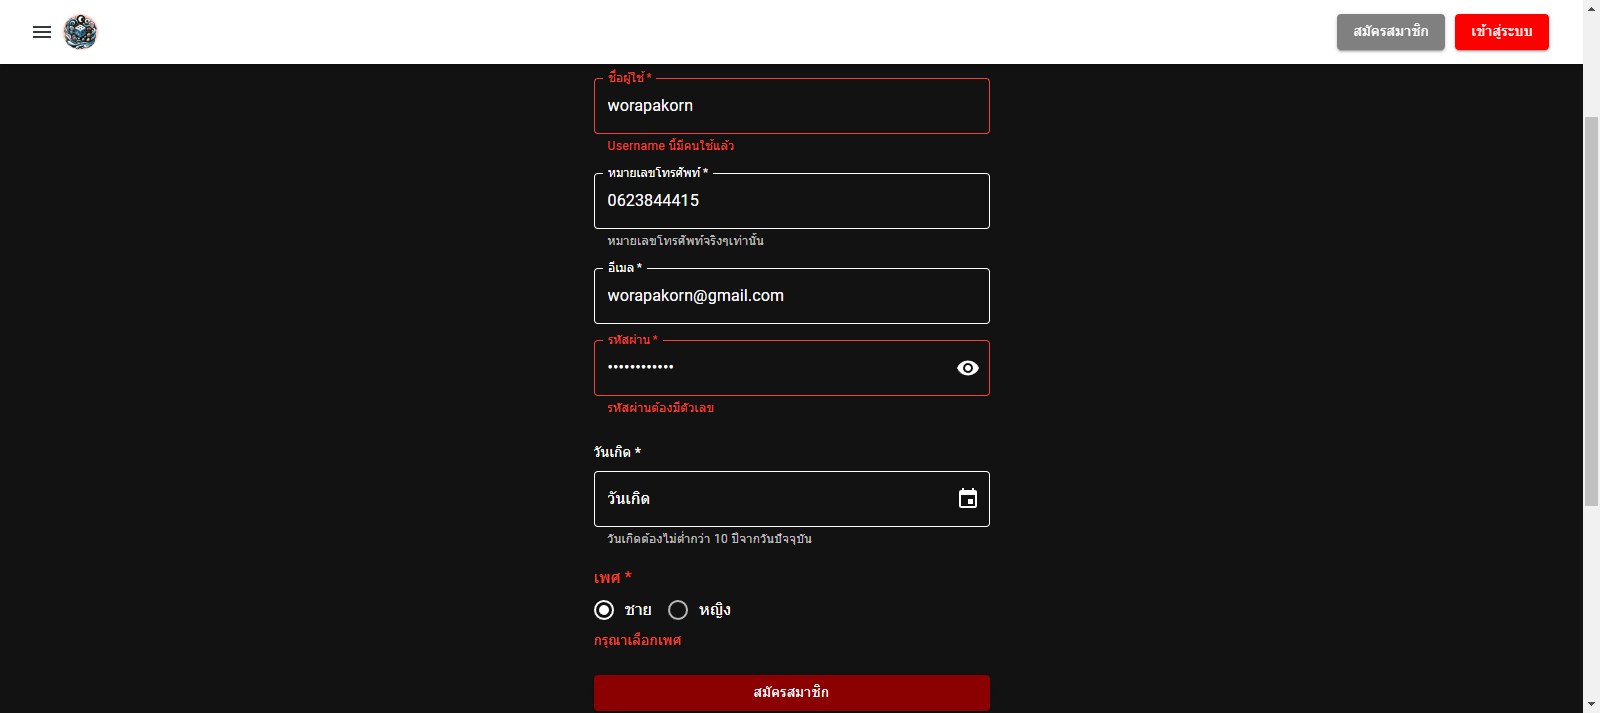 สมัครสมาชิก
เข้าสู่ระบบ
ชื่อผู้ใช้ *
worapakorn
Username นี้มีคนใช้แล้ว
หมายเลขโทรศัพท์ *
0623844415
หมายเลขโทรศัพท์จริงๆเท่านั้น
อีเมล *
worapakorn@gmail.com
รหัสผ่าน *
••••••••••••
รหัสผ่านต้องมีตัวเลข
วันเกิด *
วันเกิด
วันเกิดต้องไม่ต่ำกว่า 10 ปีจากวันปัจจุบัน
เพศ *
ชาย หญิง
กรุณาเลือกเพศ
สมัครสมาชิก